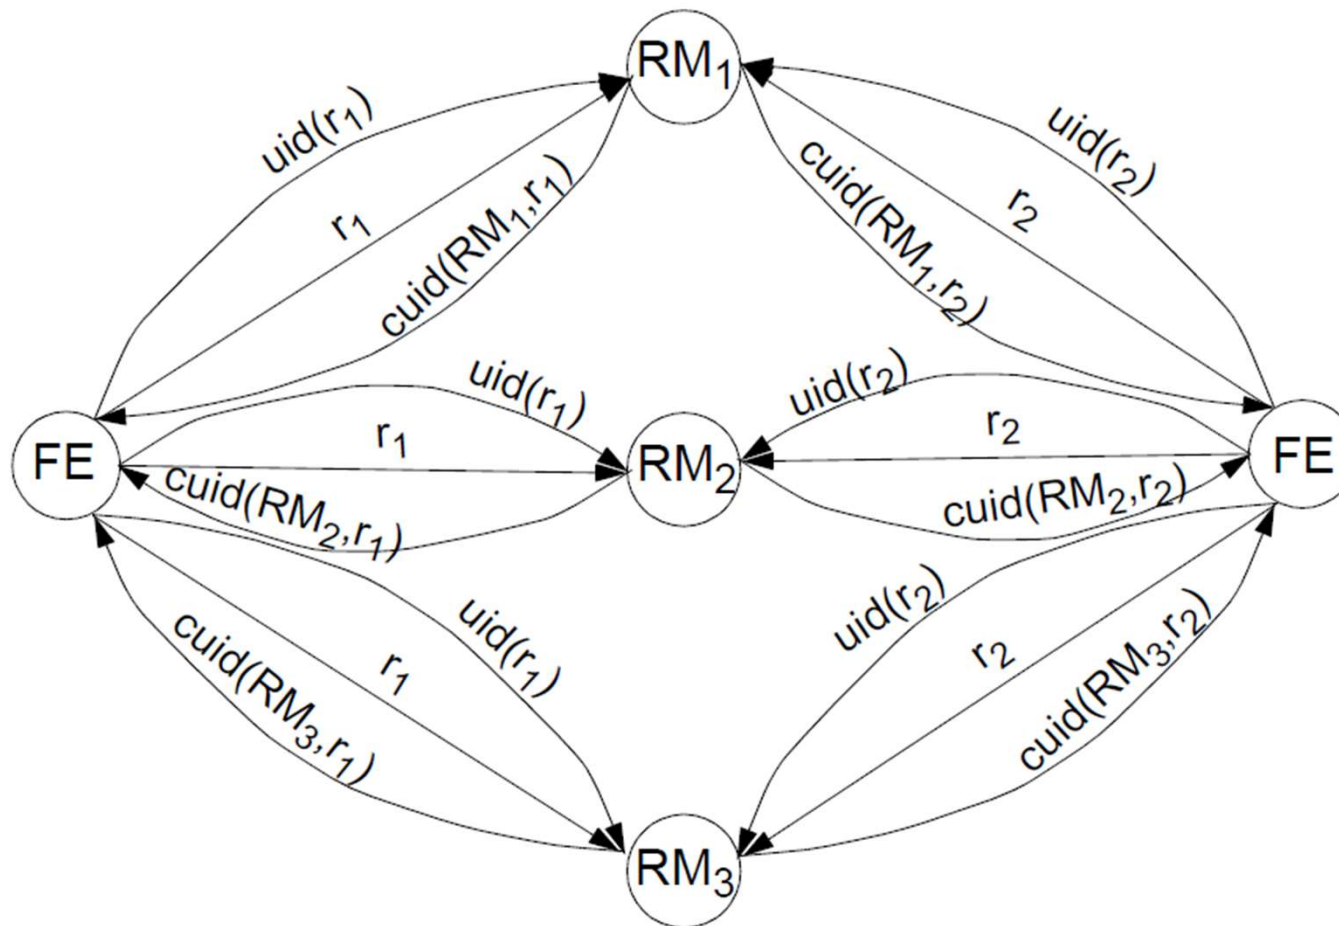 RM1
uid(r1)
r1
cuid(RM1,r1)
uid(r2)
r2
cuid(RM1,r2)
FE
uid(r1)
r1
cuid(RM2,r1)
RM2
uid(r2)
r2
cuid(RM2,r2)
FE
uid(r1)
r1
cuid(RM3,r1)
uid(r2)
r2
cuid(RM3,r2)
RM3